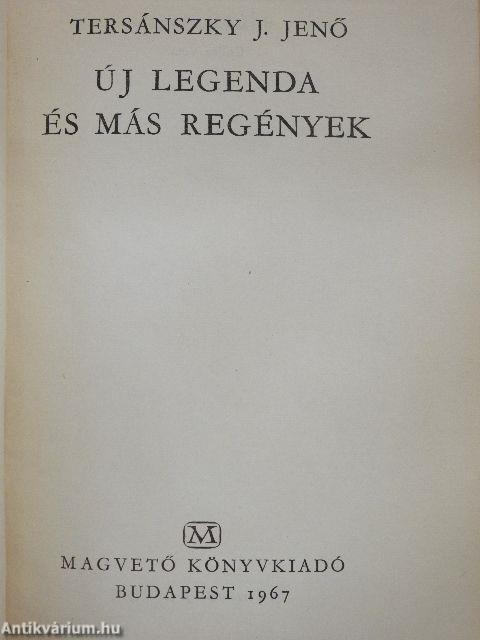 TERSÁNSZKY J. JENŐ
ÚJ LEGENDA
ÉS MÁS REGÉNYEK
M
MAGVETŐ KÖNYVKIADÓ
BUDAPEST 1967
Antikvárium.hu